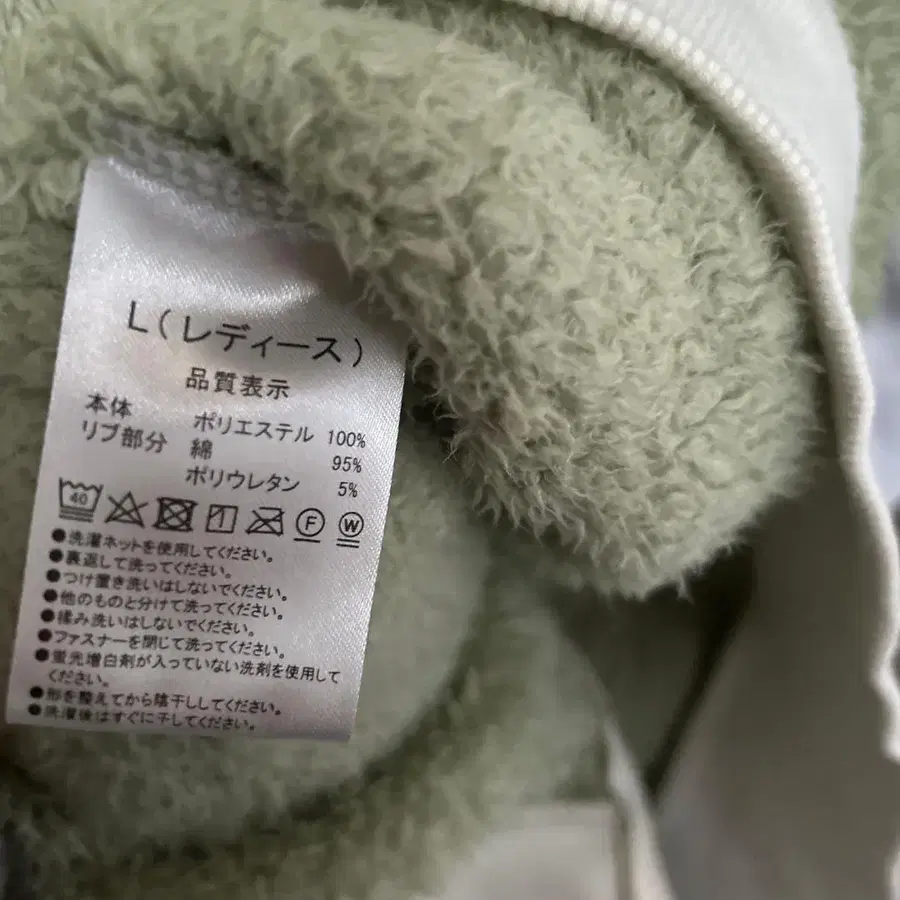 L(レディース)
品質表示
本体 ポリエステル 100%
リブ部分 綿 95%
ポリウレタン 5%
40 F W
●洗濯ネットを使用してください。
●裏返して洗ってください。
●つけ置き洗いはしないでください。
●他のものと分けて洗ってください。
●揉み洗いはしないでください。
●ファスナーを閉じて洗ってください。
●蛍光増白剤が入っていない洗剤を使用して
ください。
●形を整えてから陰干ししてください。
●洗濯後はすぐに干してください。